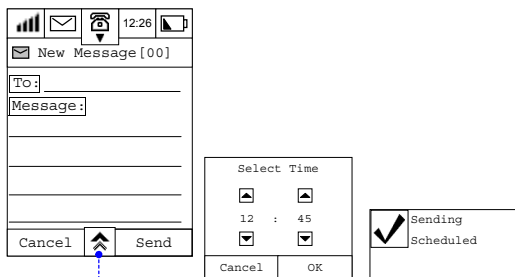 12:26
New Message[00]
To:
Message:
Cancel Send
Select Time
12 : 45
Cancel OK
Sending
Scheduled